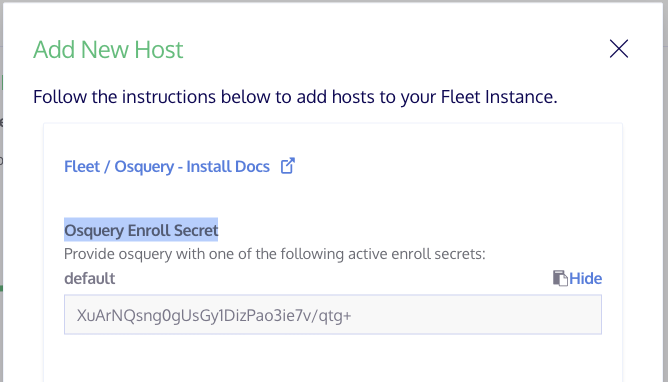 Add New Host
Follow the instructions below to add hosts to your Fleet Instance.
Fleet / Osquery - Install Docs
Osquery Enroll Secret
Provide osquery with one of the following active enroll secrets:
default
Hide
XuArNQsng0gUsGy1DizPao3ie7v/qtg+